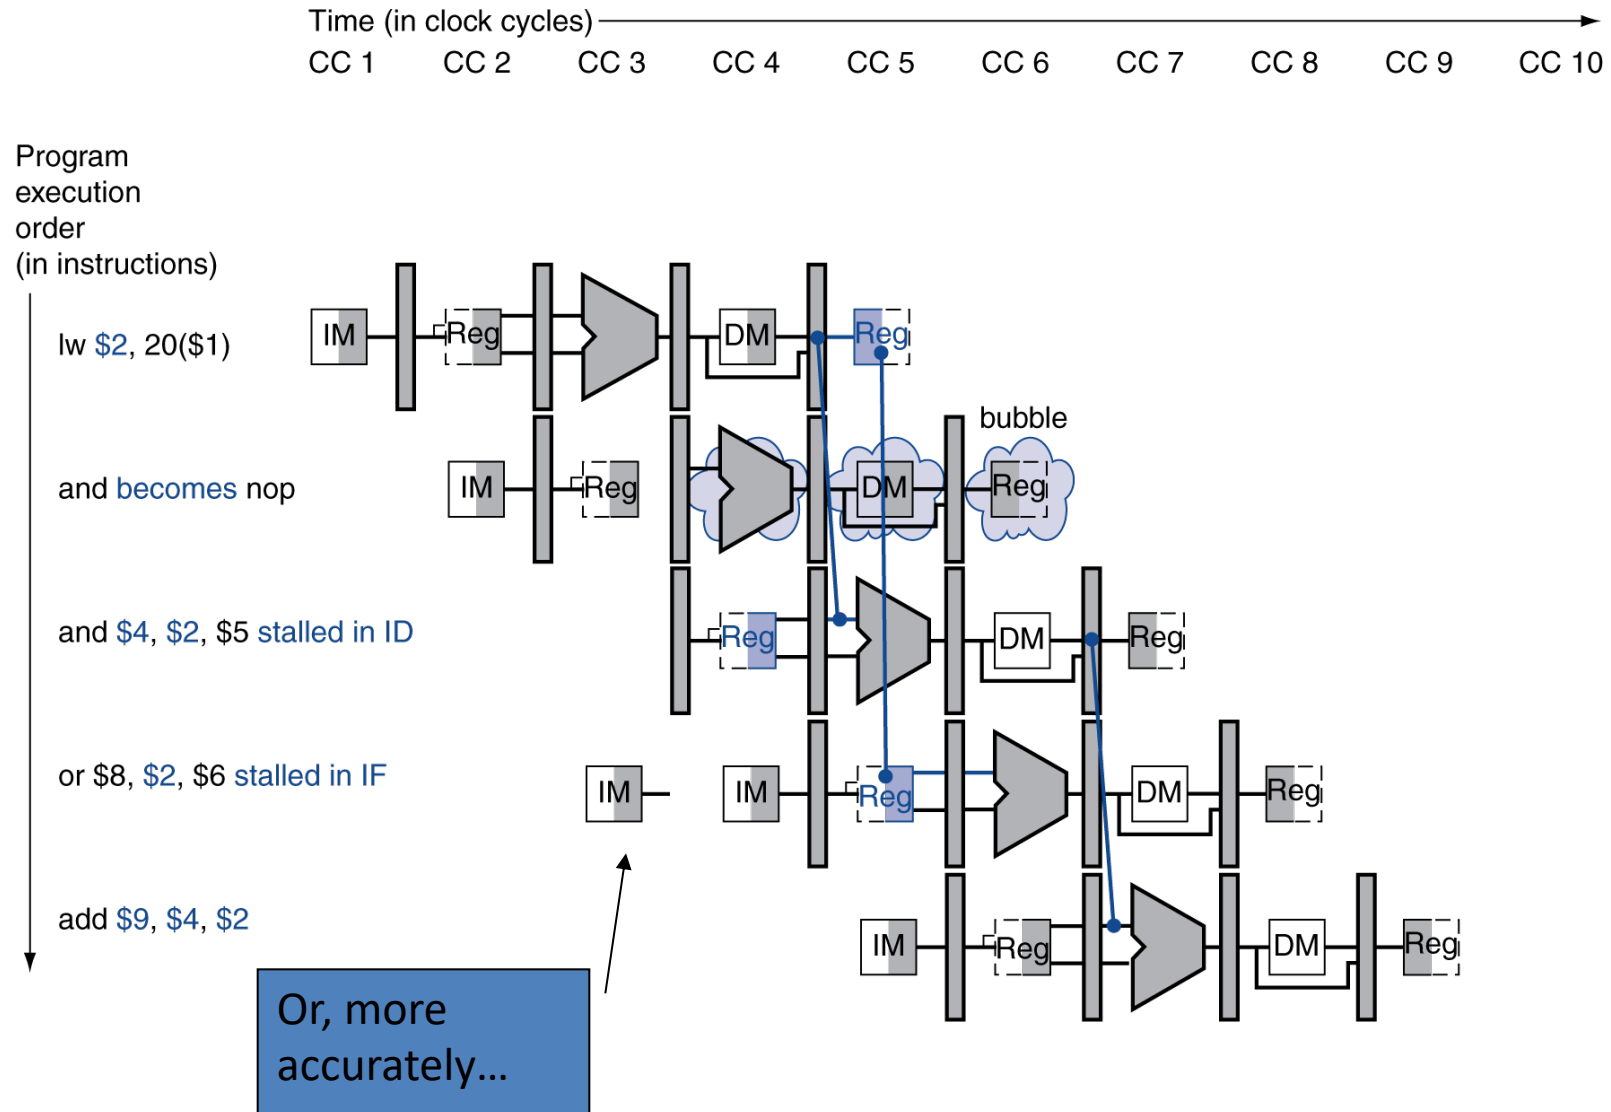 Time (in clock cycles)
CC 1 CC 2 CC 3 CC 4 CC 5 CC 6 CC 7 CC 8 CC 9 CC 10
Program
execution
order
(in instructions)
lw $2, 20($1)
IM Reg DM Reg
bubble
and becomes nop
IM Reg DM Reg
and $4, $2, $5 stalled in ID
Reg DM Reg
or $8, $2, $6 stalled in IF
IM IM Reg DM Reg
add $9, $4, $2
IM Reg DM Reg
Or, more
accurately...